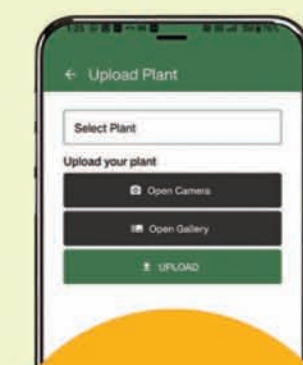 ← Upload Plant
Select Plant
Upload your plant
Open Camera
Open Gallery
UPLOAD